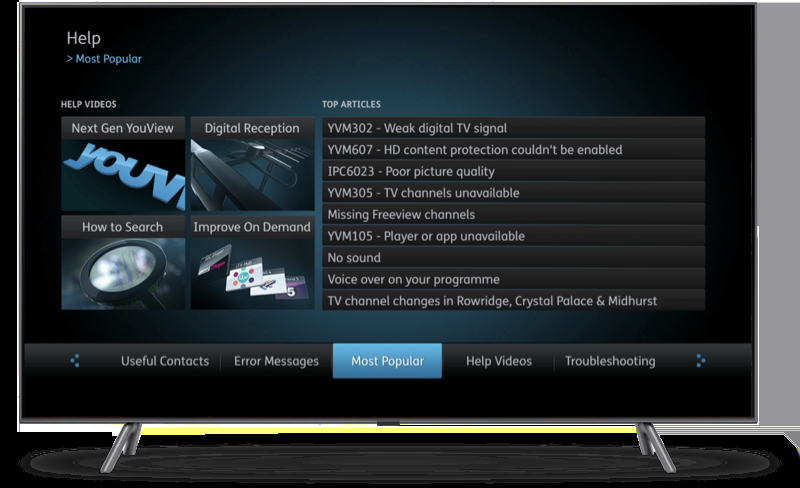 Help
> Most Popular
HELP VIDEOS
TOP ARTICLES
Next Gen YouView
Digital Reception
youvi
How to Search
Improve On Demand
itv
5
YVM302 - Weak digital TV signal
YVM607 - HD content protection couldn't be enabled
IPC6023 - Poor picture quality
YVM305 - TV channels unavailable
Missing Freeview channels
YVM105 - Player or app unavailable
No sound
Voice over on your programme
TV channel changes in Rowridge, Crystal Palace & Midhurst
Useful Contacts
Error Messages
Most Popular
Help Videos
Troubleshooting